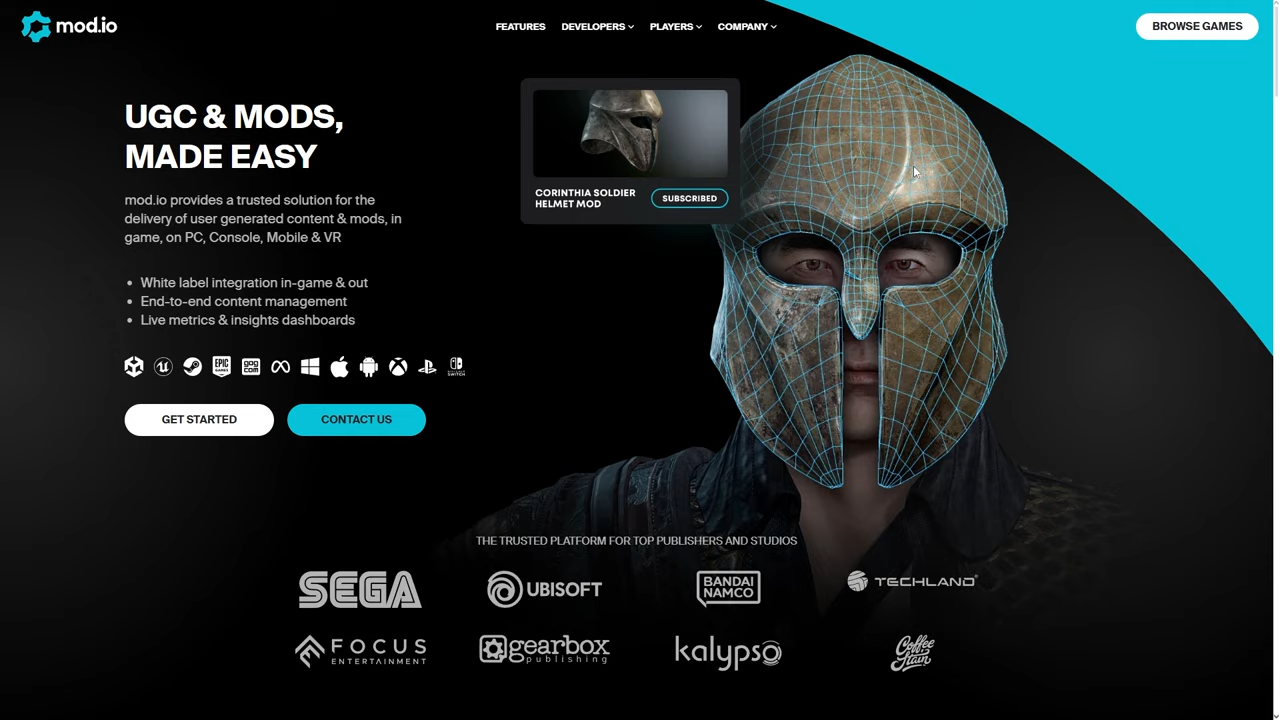 mod.io
FEATURES
DEVELOPERS
PLAYERS
COMPANY
BROWSE GAMES
UGC & MODS,
MADE EASY
mod.io provides a trusted solution for the
delivery of user generated content & mods, in
game, on PC, Console, Mobile & VR
White label integration in-game & out
End-to-end content management
Live metrics & insights dashboards
EPIC
GAMES
gog
com
GET STARTED
CONTACT US
CORINTHIA SOLDIER
HELMET MOD
SUBSCRIBED
THE TRUSTED PLATFORM FOR TOP PUBLISHERS AND STUDIOS
SEGA
UBISOFT
BANDAI
NAMCO
TECHLAND
FOCUS
ENTERTAINMENT
gearbox
publishing
kalypso
Coffee
Stain